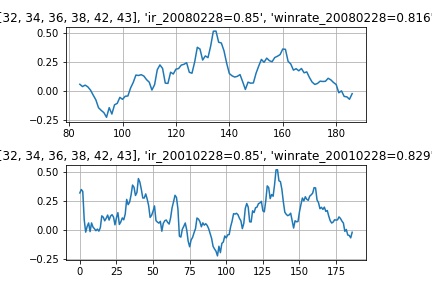 [32, 34, 36, 38, 42, 43], 'ir_20080228=0.85', 'winrate_20080228=0.816'
0.50
0.25
0.00
−0.25
80 100 120 140 160 180
[32, 34, 36, 38, 42, 43], 'ir_20010228=0.85', 'winrate_20010228=0.829'
0.50
0.25
0.00
−0.25
0 25 50 75 100 125 150 175